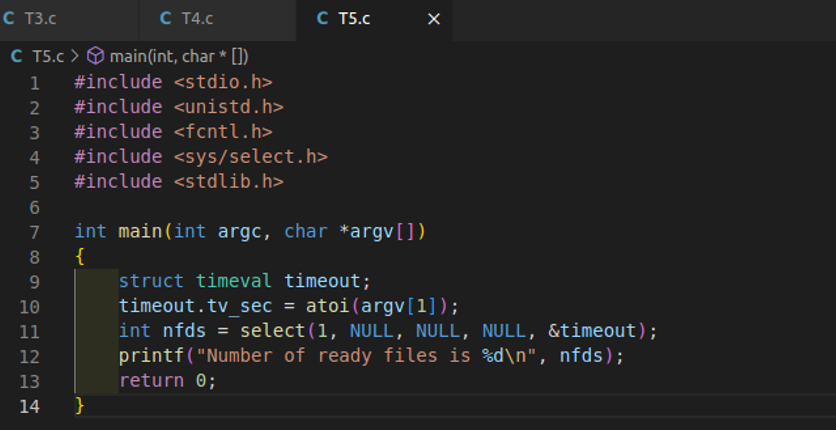 C T3.c C T4.c C T5.c ×
C T5.c > main(int, char * [])
1 #include <stdio.h>
2 #include <unistd.h>
3 #include <fcntl.h>
4 #include <sys/select.h>
5 #include <stdlib.h>
6
7 int main(int argc, char *argv[])
8 {
9 struct timeval timeout;
10 timeout.tv_sec = atoi(argv[1]);
11 int nfds = select(1, NULL, NULL, NULL, &timeout);
12 printf("Number of ready files is %d\n", nfds);
13 return 0;
14 }